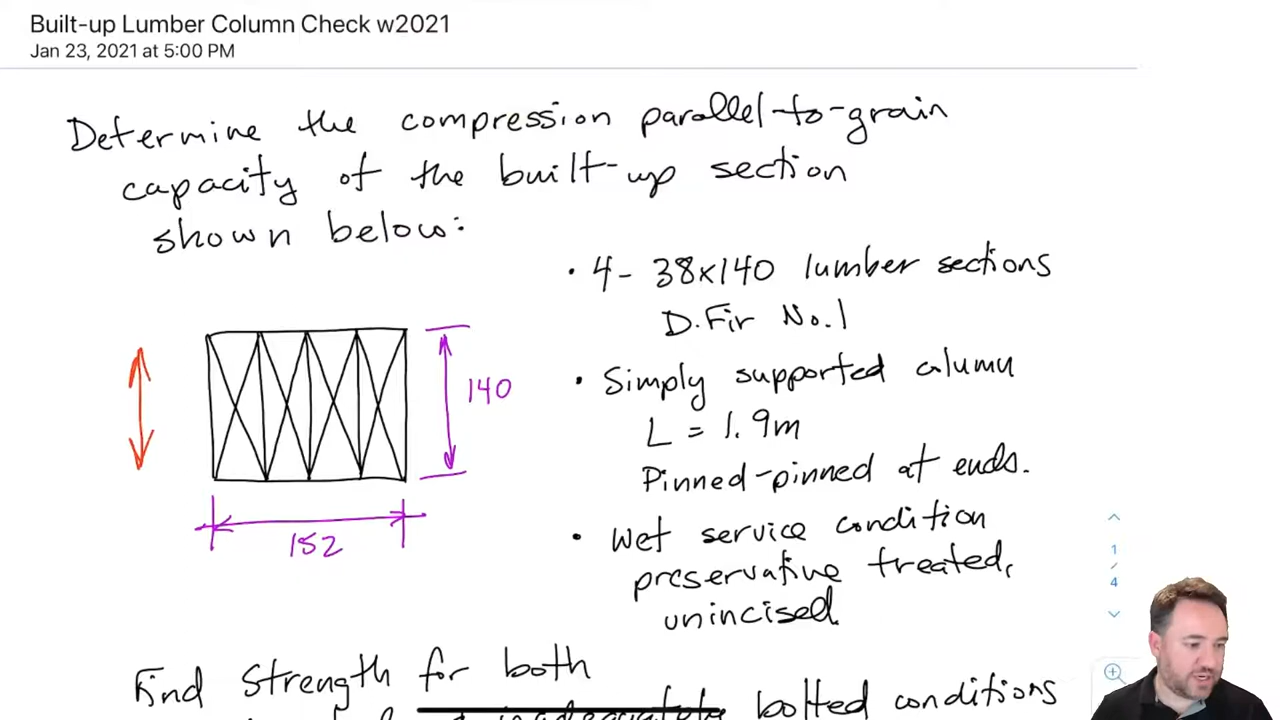 Built-up Lumber Column Check w2021
Jan 23, 2021 at 5:00 PM
Determine the compression parallel-to-grain
capacity of the built-up section
shown below:
• 4- 38x140 lumber sections
D.Fir No.1
• Simply supported column
L = 1.9m
Pinned-pinned at ends.
• Wet service condition
preservative treated,
unincised.
140
152
1
/
4
Find strength for both
inadequately bolted conditions